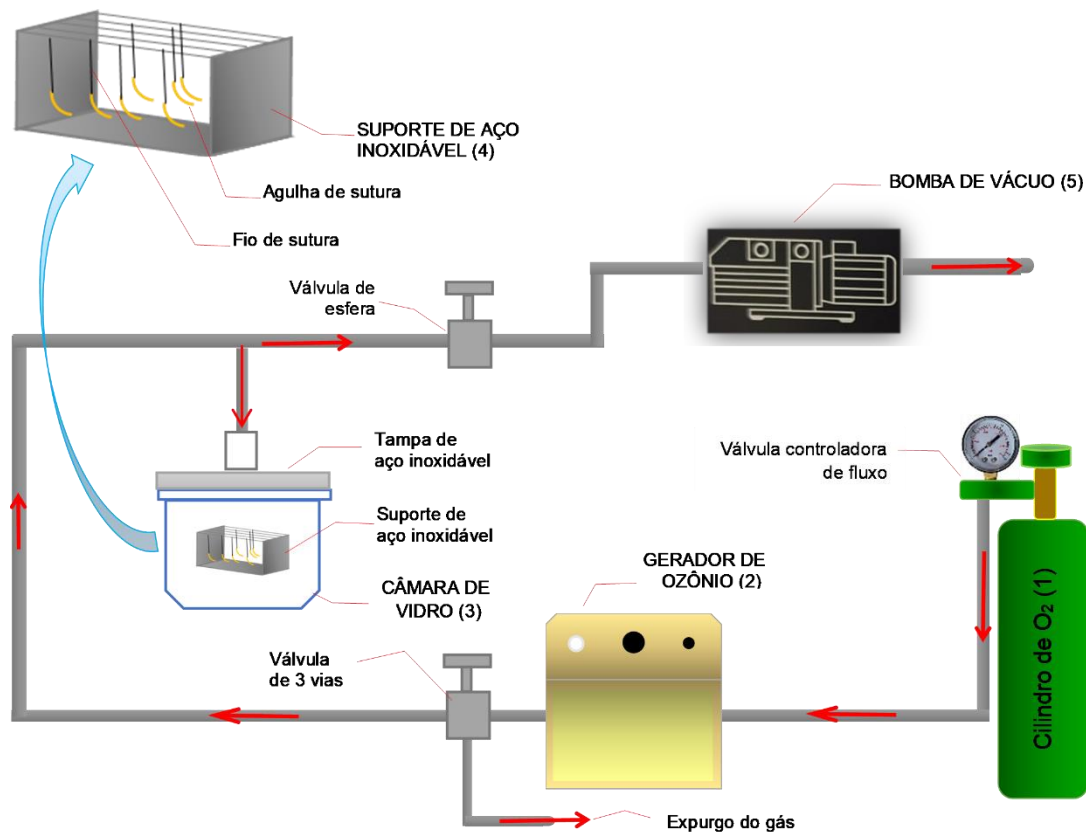 SUPORTE DE AÇO
INOXIDÁVEL (4)
Agulha de sutura
Fio de sutura
BOMBA DE VÁCUO (5)
Válvula de
esfera
Tampa de
aço inoxidável
Válvula controladora
de fluxo
Suporte de
aço inoxidável
GERADOR DE
OZÔNIO (2)
CÂMARA DE
VIDRO (3)
Cilindro de O₂ (1)
Válvula
de 3 vias
Expurgo do gás